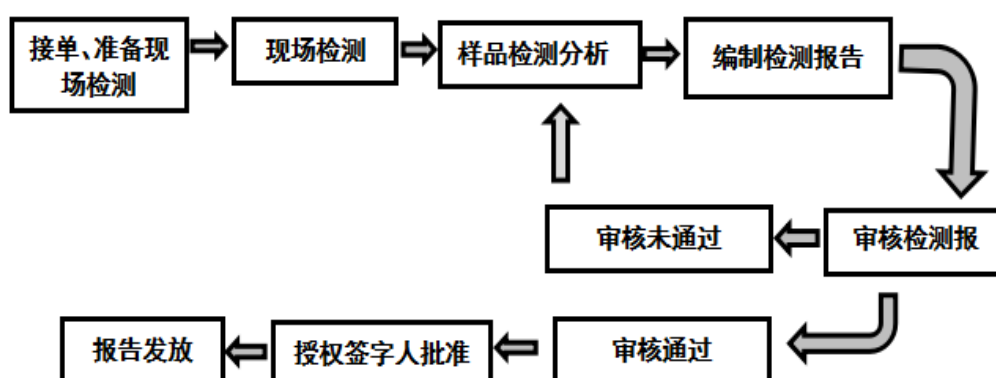 接单、准备现
场检测
现场检测
样品检测分析
编制检测报告
审核未通过
审核检测报
报告发放
授权签字人批准
审核通过